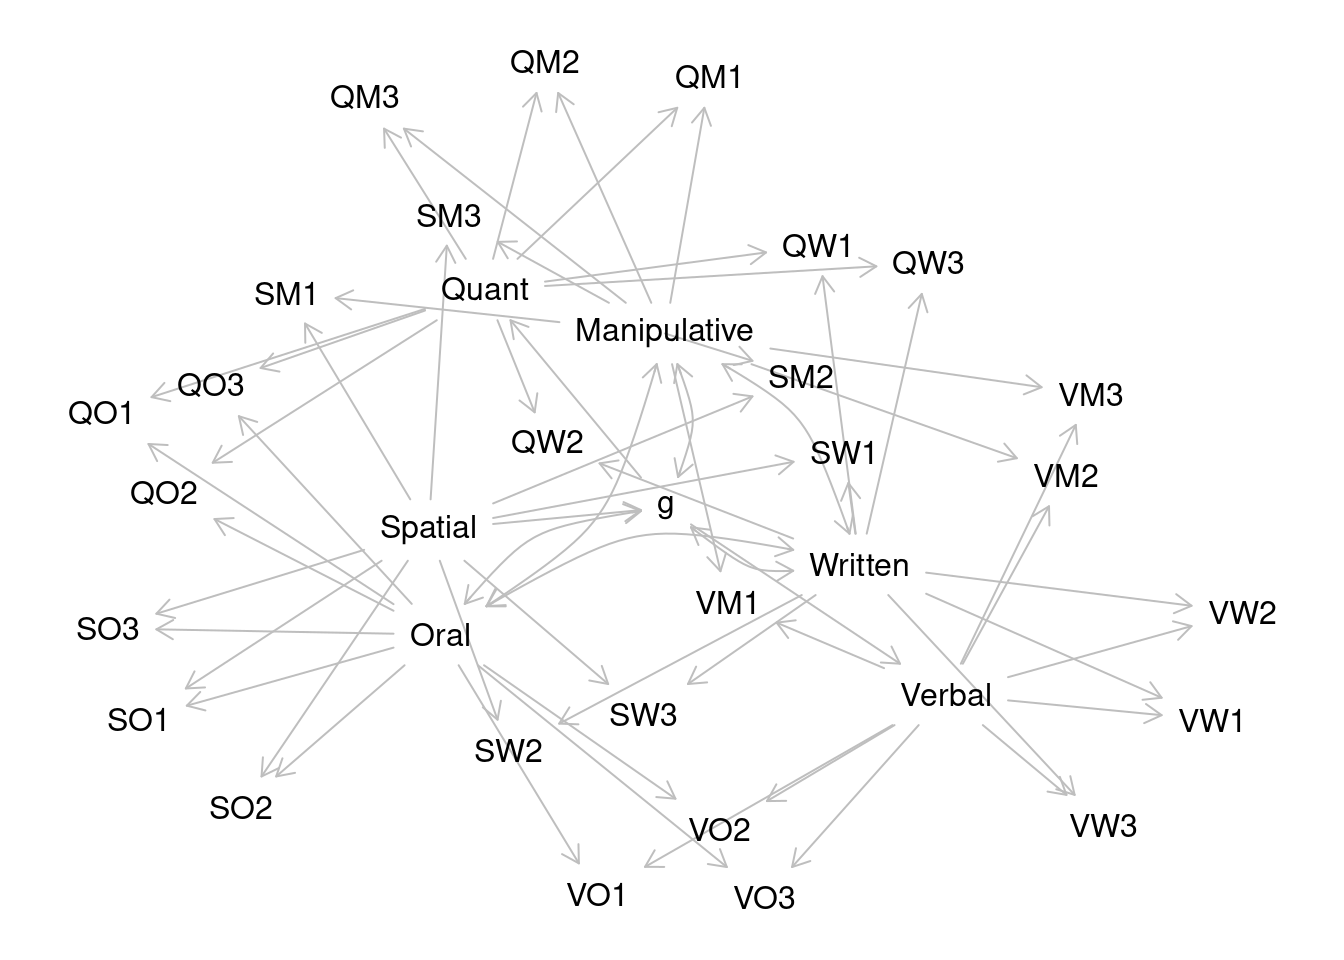 QM2
QM1
QM3
SM3
QW1
QW3
SM1
Quant
Manipulative
SM2
QO3
VM3
QO1
QW2
SW1
VM2
QO2
g
Spatial
Written
VM1
VW2
SO3
Oral
Verbal
SW3
SO1
VW1
SW2
SO2
VO2
VW3
VO1
VO3